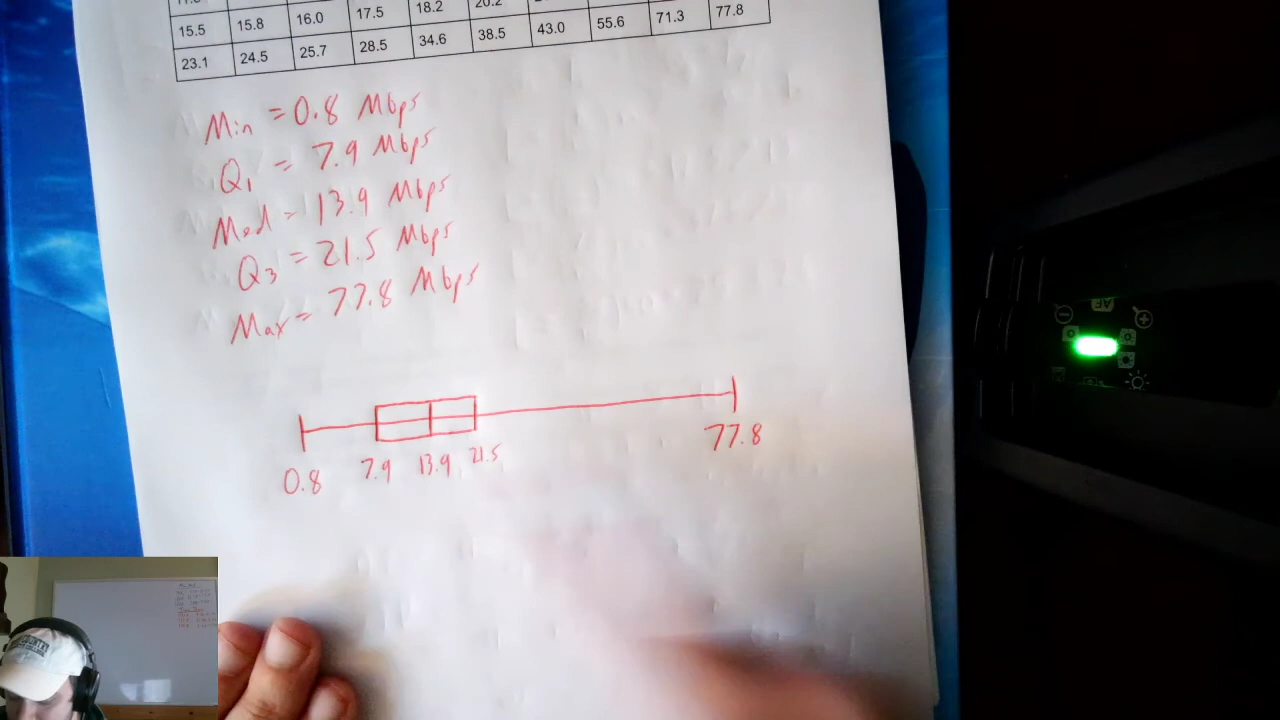 15.5 15.8 16.0 17.5 18.2 20.2 55.6 71.3 77.8
23.1 24.5 25.7 28.5 34.6 38.5 43.0
Min = 0.8 Mbps
Q1 = 7.9 Mbps
Med = 13.9 Mbps
Q3 = 21.5 Mbps
Max = 77.8 Mbps
0.8 7.9 13.9 21.5 77.8
AF